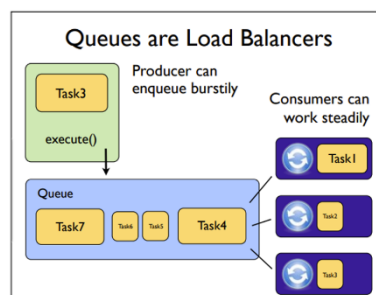 Queues are Load Balancers
Producer can
enqueue burstily
Task3
execute()
Consumers can
work steadily
Queue
Task7
Task6
Task5
Task4
Task1
Task2
Task3